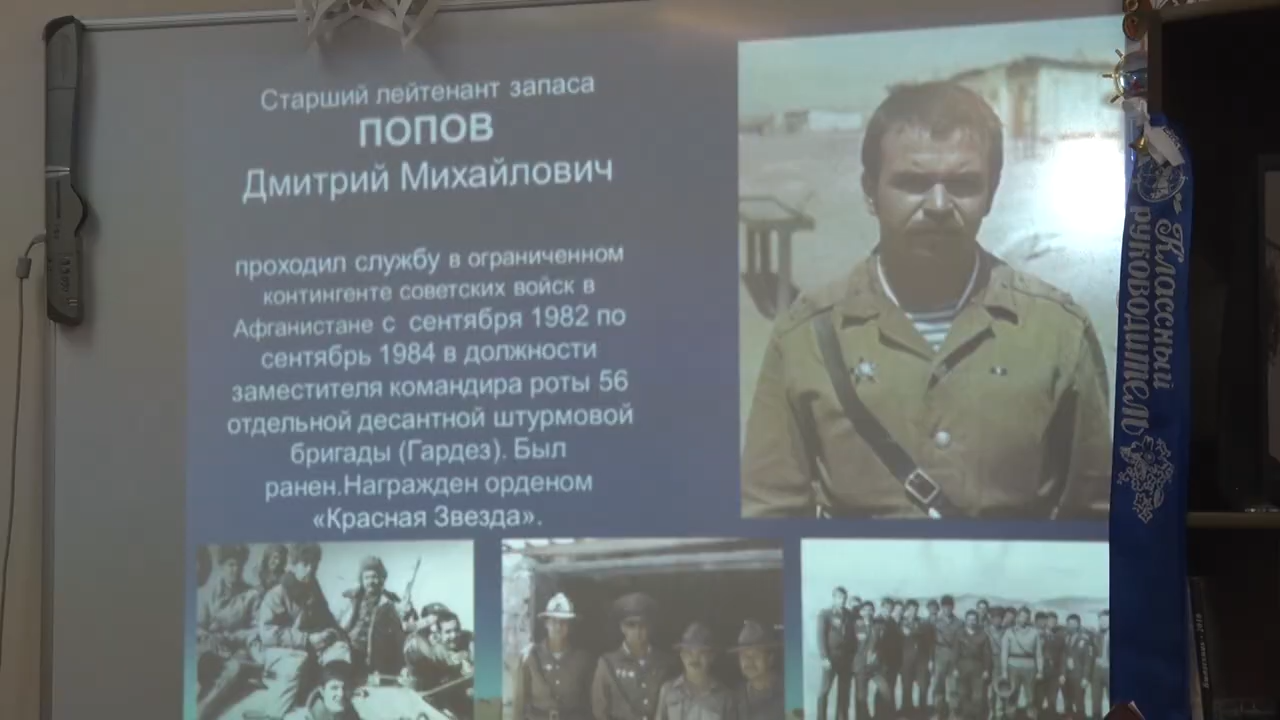 Старший лейтенант запаса
ПОПОВ
Дмитрий Михайлович
проходил службу в ограниченном
контингенте советских войск в
Афганистане с сентября 1982 по
сентябрь 1984 в должности
заместителя командира роты 56
отдельной десантной штурмовой
бригады (Гардез). Был
ранен.Награжден орденом
«Красная Звезда».
Классный
руководитель